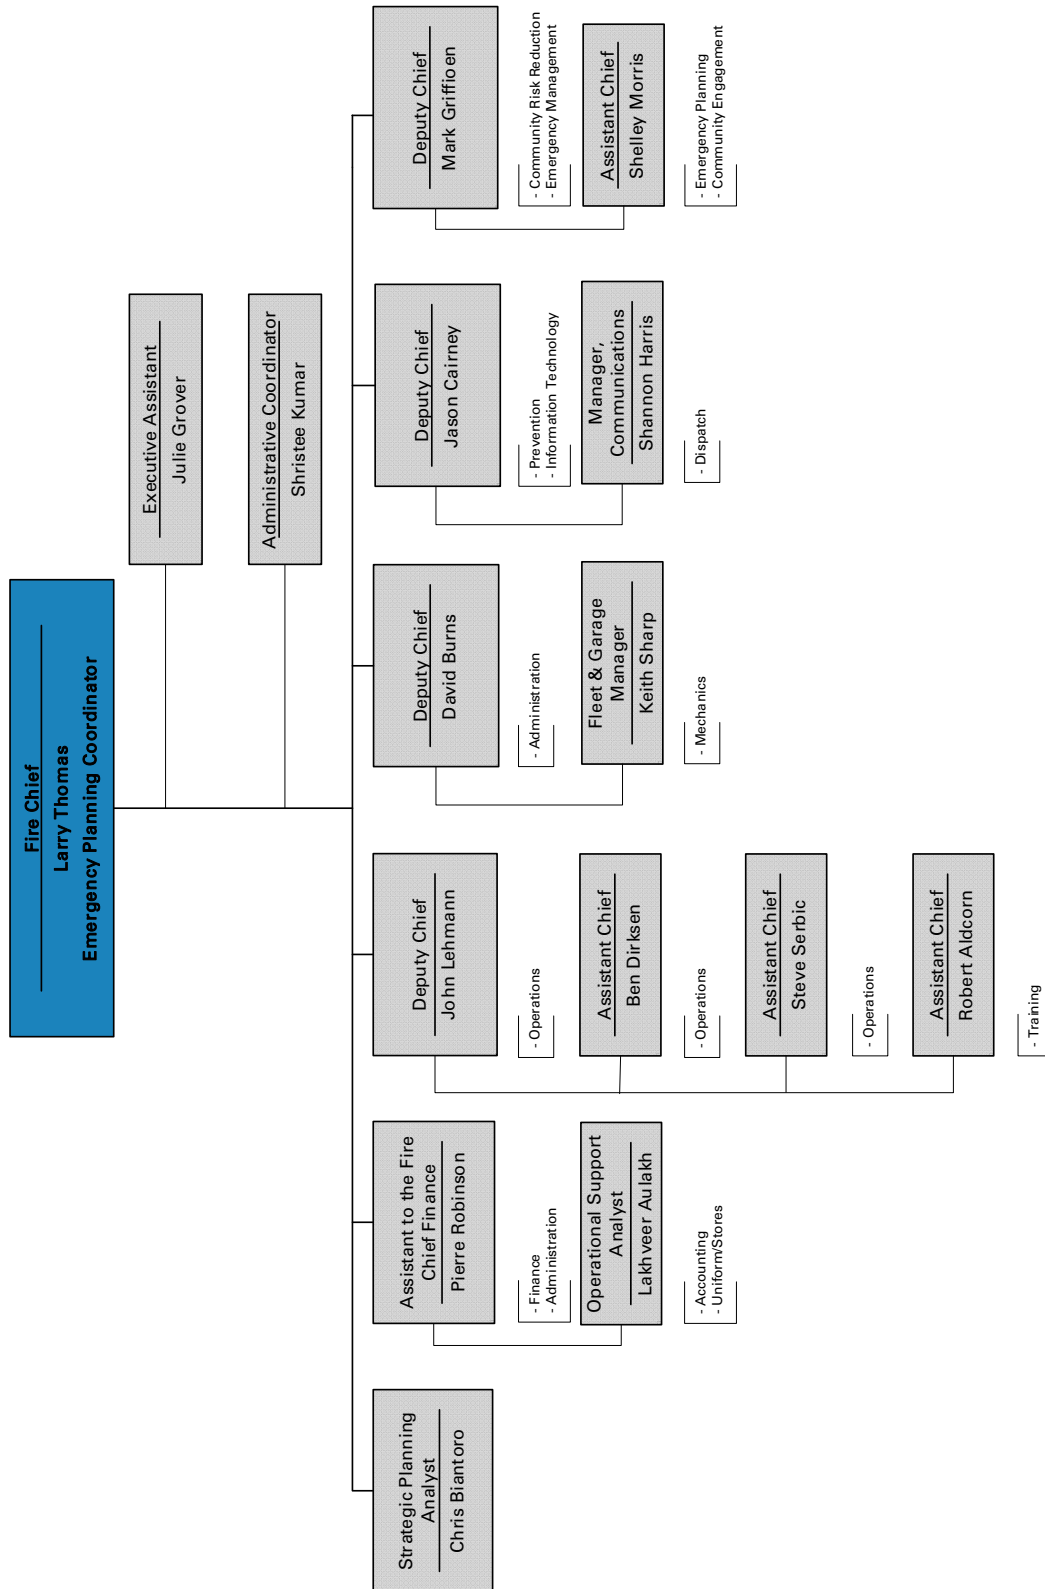 Fire Chief
Larry Thomas
Emergency Planning Coordinator
Executive Assistant
Julie Grover
Administrative Coordinator
Shristee Kumar
Strategic Planning
Analyst
Chris Biantoro
Assistant to the Fire
Chief Finance
Pierre Robinson
- Finance
- Administration
Operational Support
Analyst
Lakhveer Aulakh
- Accounting
- Uniform/Stores
Deputy Chief
John Lehmann
- Operations
Assistant Chief
Ben Dirksen
- Operations
Assistant Chief
Steve Serbic
- Operations
Assistant Chief
Robert Aldcorn
- Training
Deputy Chief
David Burns
- Administration
Fleet & Garage
Manager
Keith Sharp
- Mechanics
Deputy Chief
Jason Cairney
- Prevention
- Information Technology
Manager,
Communications
Shannon Harris
- Dispatch
Deputy Chief
Mark Griffioen
- Community Risk Reduction
- Emergency Management
Assistant Chief
Shelley Morris
- Emergency Planning
- Community Engagement